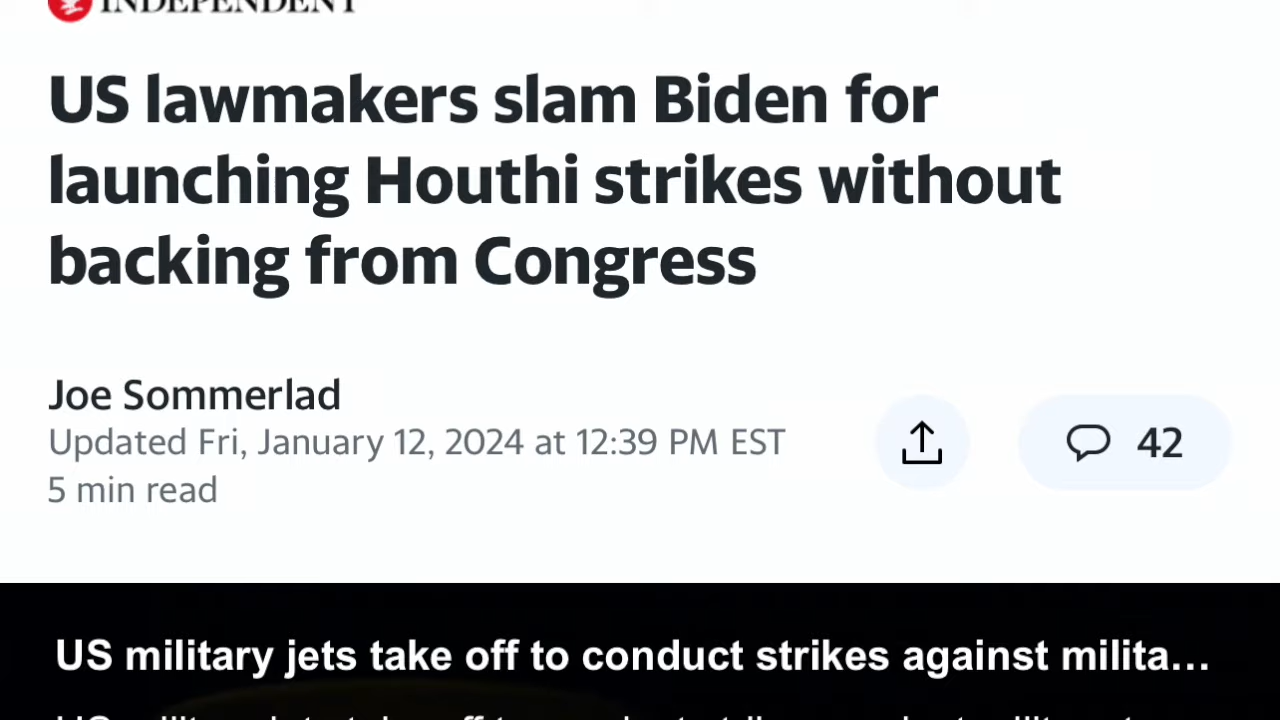 INDEPENDENT
US lawmakers slam Biden for
launching Houthi strikes without
backing from Congress
Joe Sommerlad
Updated Fri, January 12, 2024 at 12:39 PM EST
5 min read
42
US military jets take off to conduct strikes against milita...